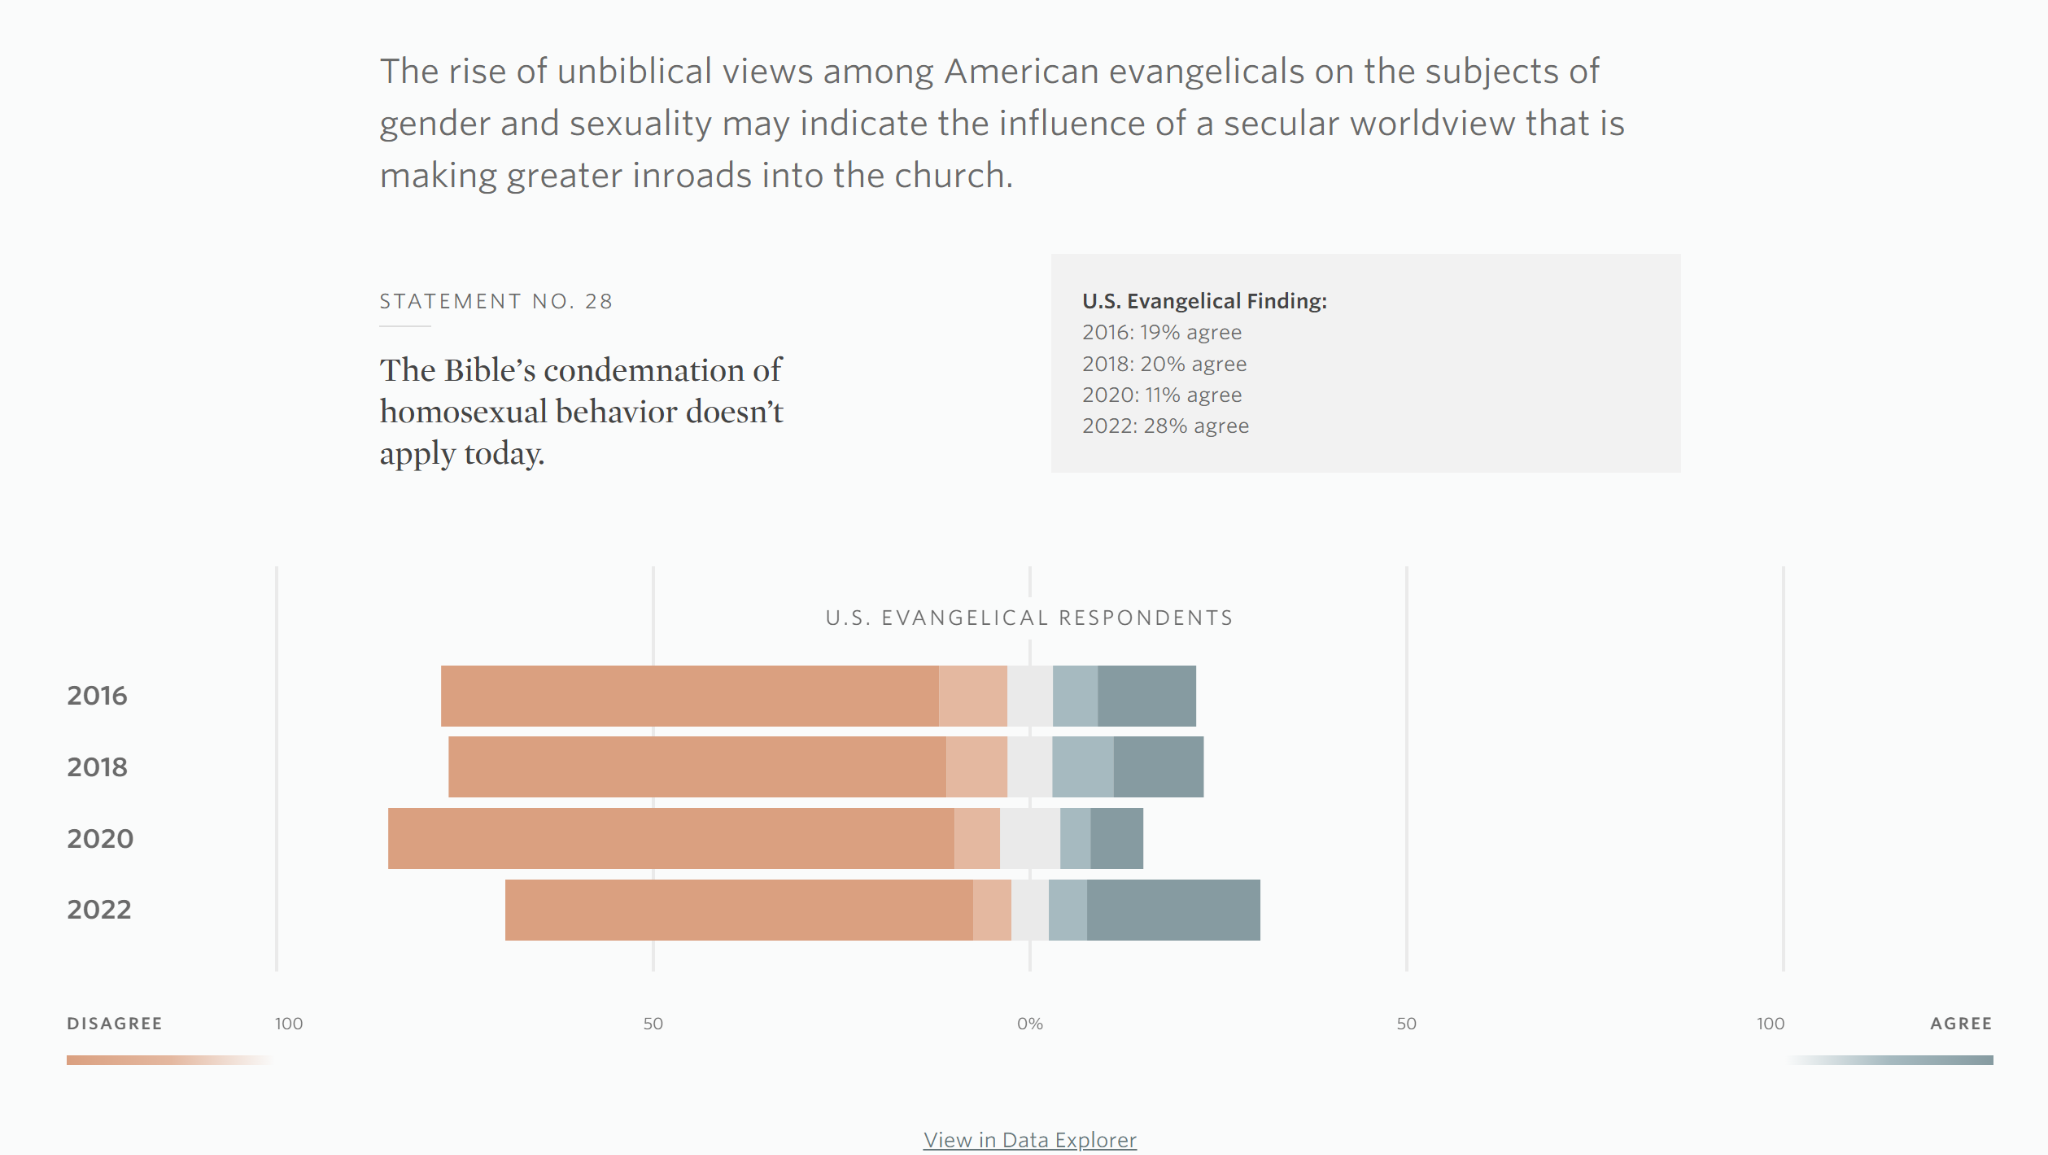 The rise of unbiblical views among American evangelicals on the subjects of
gender and sexuality may indicate the influence of a secular worldview that is
making greater inroads into the church.
STATEMENT NO. 28
The Bible’s condemnation of
homosexual behavior doesn’t
apply today.
U.S. Evangelical Finding:
2016: 19% agree
2018: 20% agree
2020: 11% agree
2022: 28% agree
U.S. EVANGELICAL RESPONDENTS
2016
2018
2020
2022
DISAGREE 100 50 0% 50 100 AGREE
View in Data Explorer